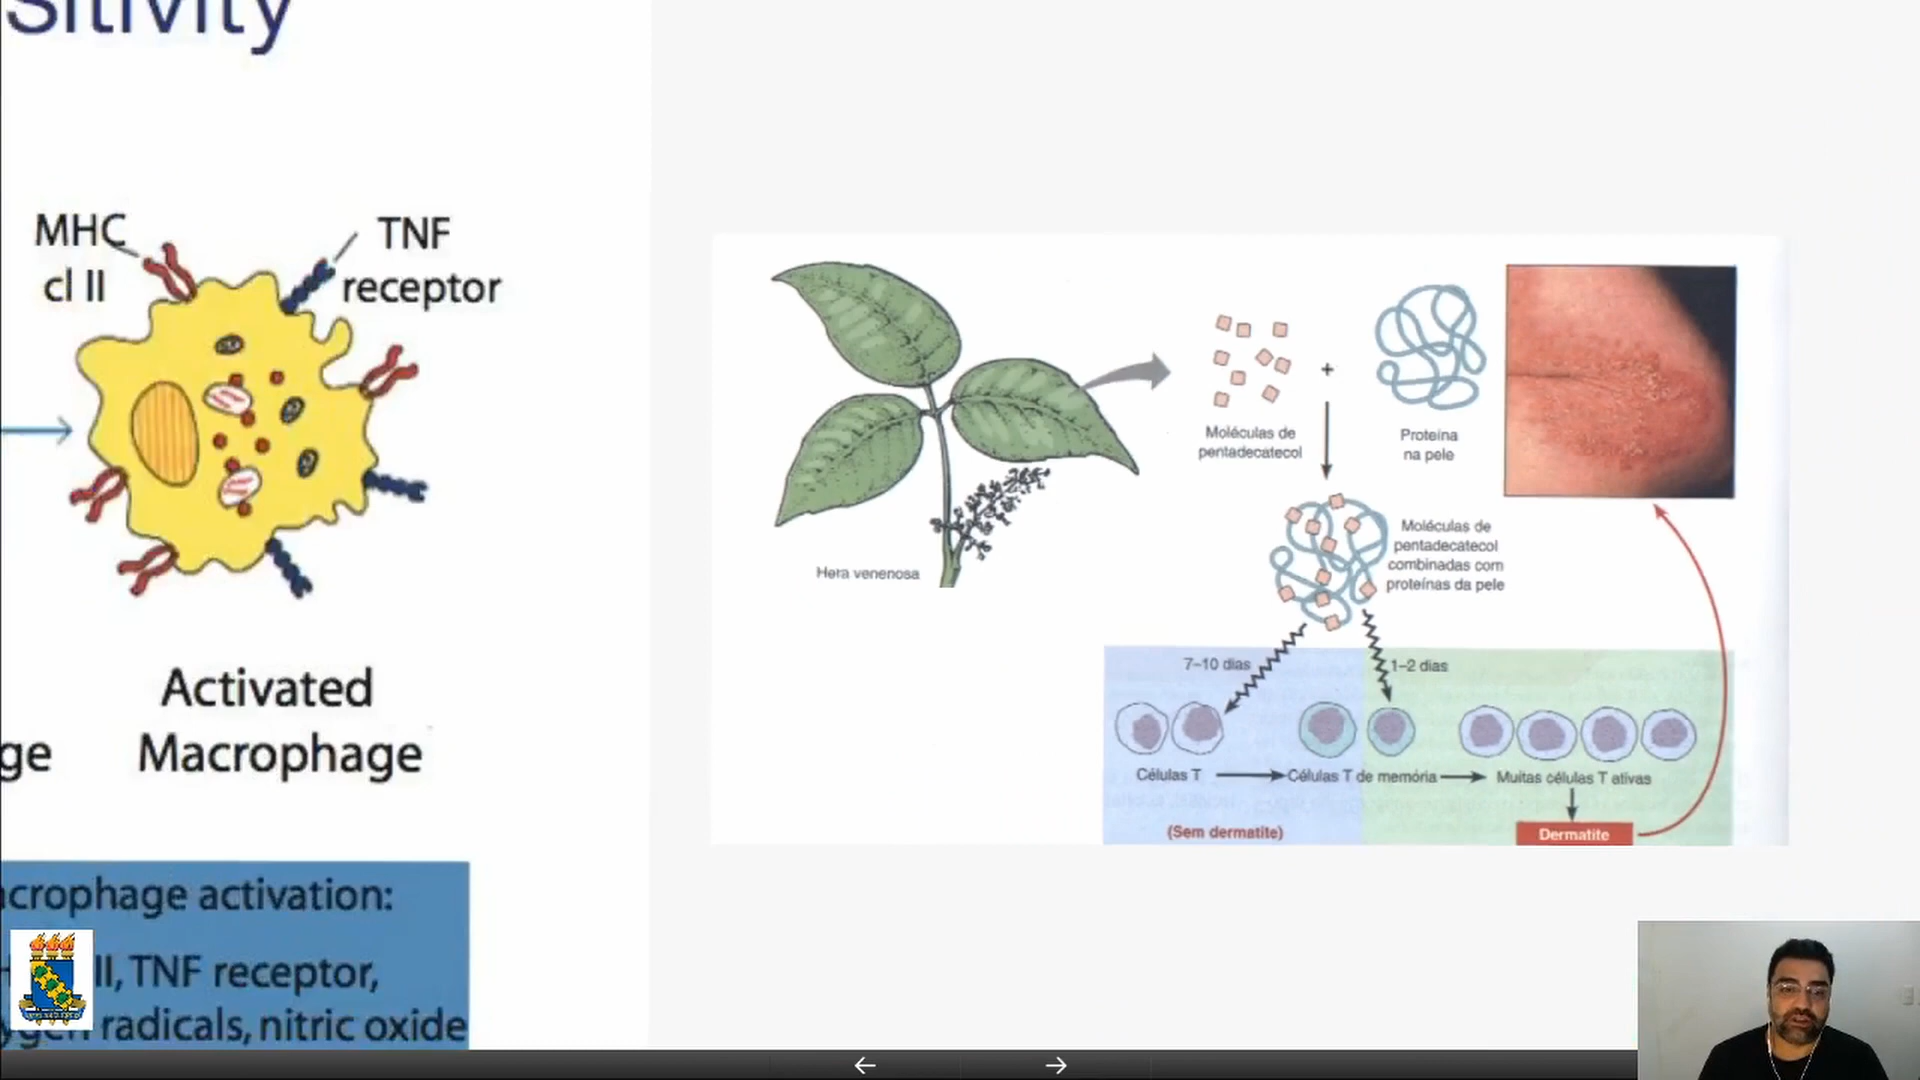 Sitivity
MHC
cl II
TNF
receptor
Activated
Macrophage
ge
acrophage activation:
II, TNF receptor,
ygen radicals, nitric oxide
Hera venenosa
Moléculas de
pentadecatecol
+
Proteína
na pele
Moléculas de
pentadecatecol
combinadas com
proteínas da pele
7–10 dias
1–2 dias
Células T
Células T de memória
Muitas células T ativas
(Sem dermatite)
Dermatite